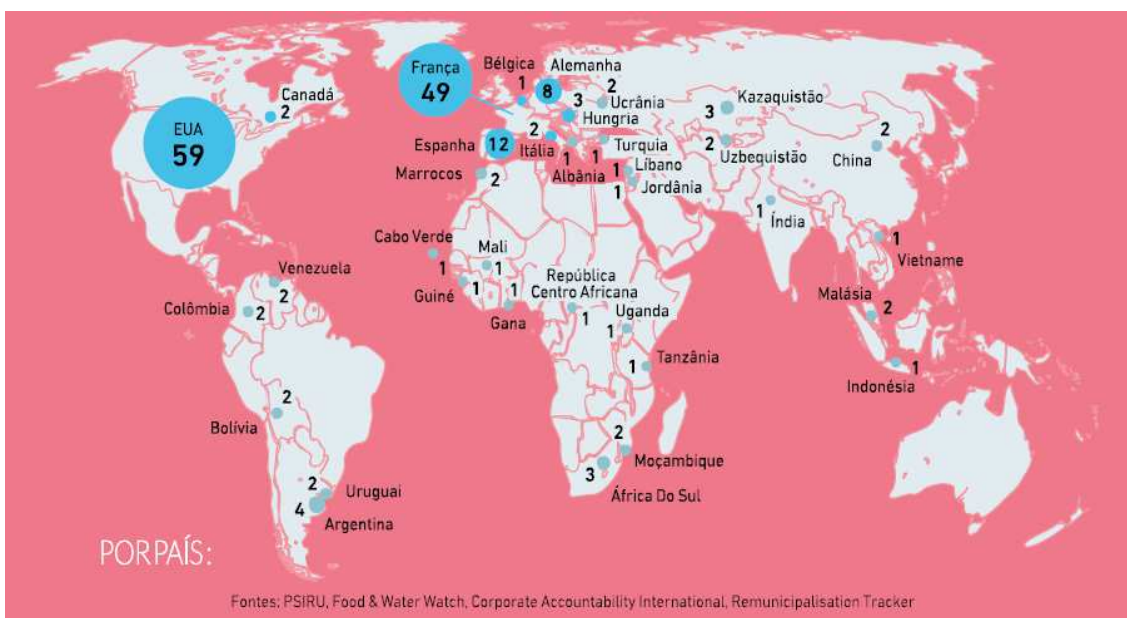 Canadá
2
EUA
59
França
49
Bélgica
1
Alemanha
8
3
2
Ucrânia
Hungria
Espanha
12
2
Itália
1
Albânia
1
Turquia
Líbano
1
Jordânia
1
Marrocos
2
Kazaquistão
3
2
Uzbequistão
2
China
1
Índia
1
Vietname
Malásia
2
Indonésia
1
Cabo Verde
1
Mali
1
Guiné
1
1
Gana
República
Centro Africana
1
Uganda
1
1
Tanzânia
2
Moçambique
3
África Do Sul
Venezuela
2
Colômbia
2
2
Bolívia
2
Uruguai
4
Argentina
POR PAÍS:
Fontes: PSIRU, Food & Water Watch, Corporate Accountability International, Remunicipalisation Tracker